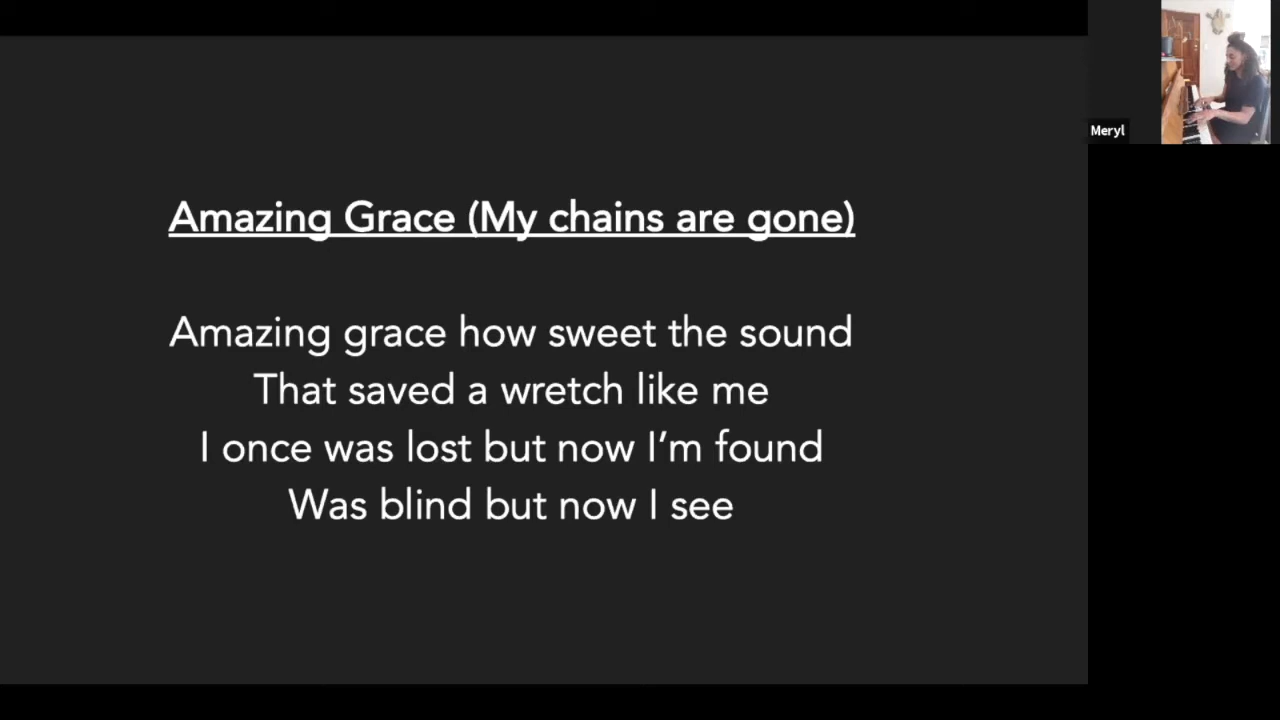 Amazing Grace (My chains are gone)
Amazing grace how sweet the sound
That saved a wretch like me
I once was lost but now I’m found
Was blind but now I see
Meryl